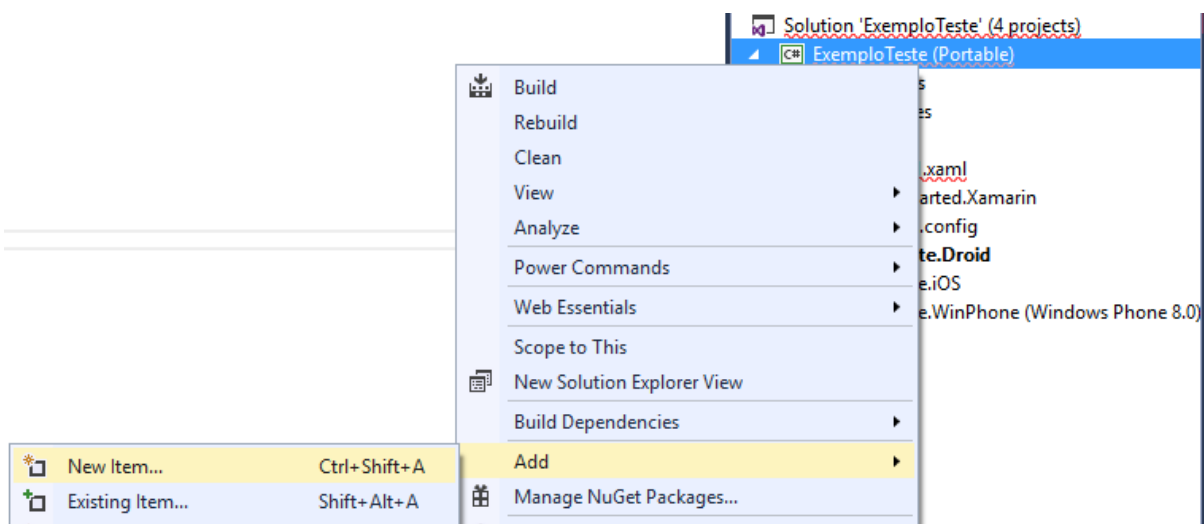 Solution 'ExemploTeste' (4 projects)
C# ExemploTeste (Portable)
Build
Rebuild
Clean
View
Analyze
Power Commands
Web Essentials
Scope to This
New Solution Explorer View
Build Dependencies
Add
Manage NuGet Packages...
New Item... Ctrl+Shift+A
Existing Item... Shift+Alt+A
s
es
.xaml
arted.Xamarin
.config
te.Droid
e.iOS
e.WinPhone (Windows Phone 8.0)